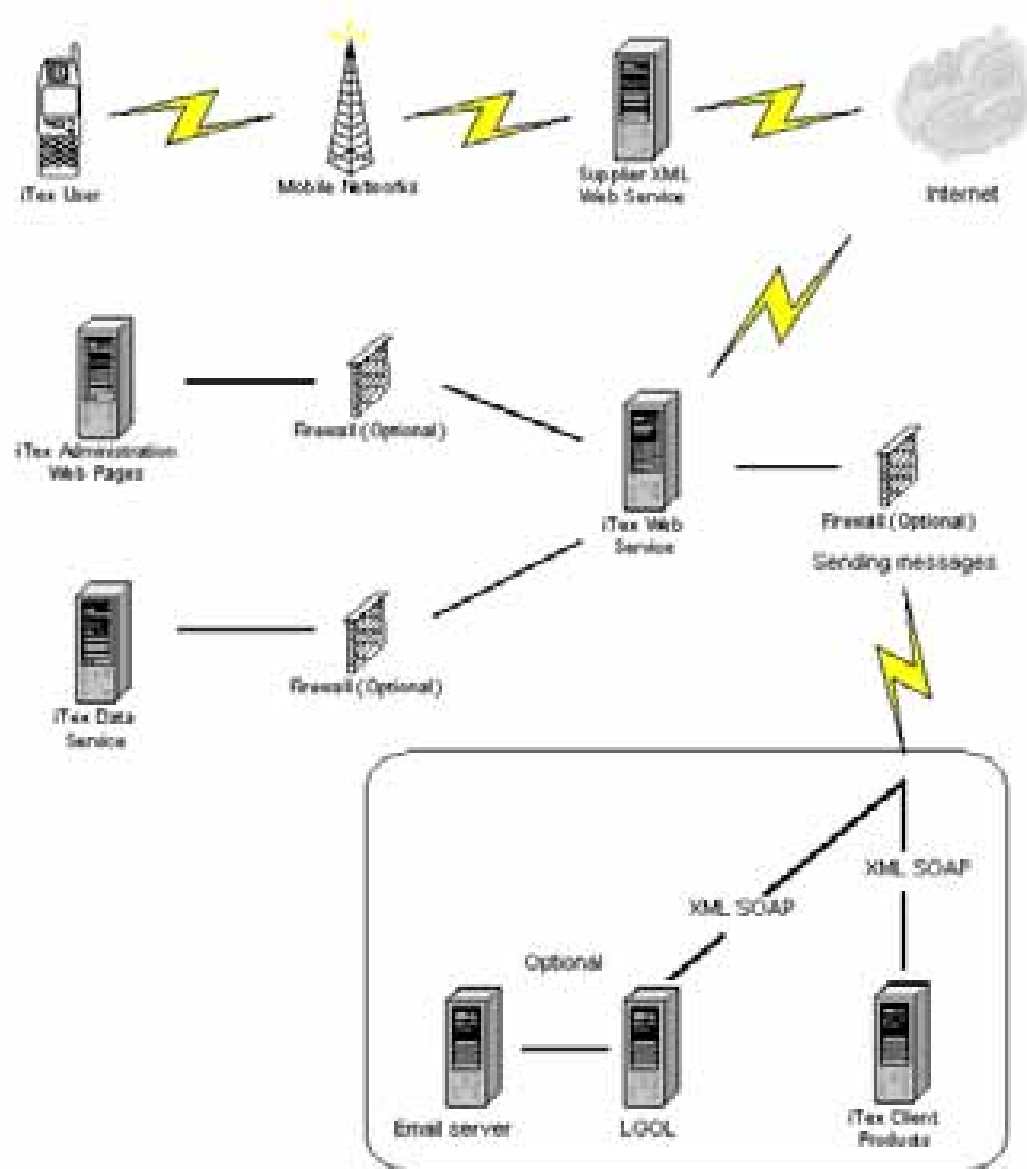 iTex User
Mobile Networks
Supplier XML
Web Service
Internet
iTex Administration
Web Pages
Firewall (Optional)
iTex Web
Service
Firewall (Optional)
Sending messages
iTex Data
Service
Firewall (Optional)
XML SOAP
XML SOAP
Optional
Email server
LGOL
iTex Client
Products